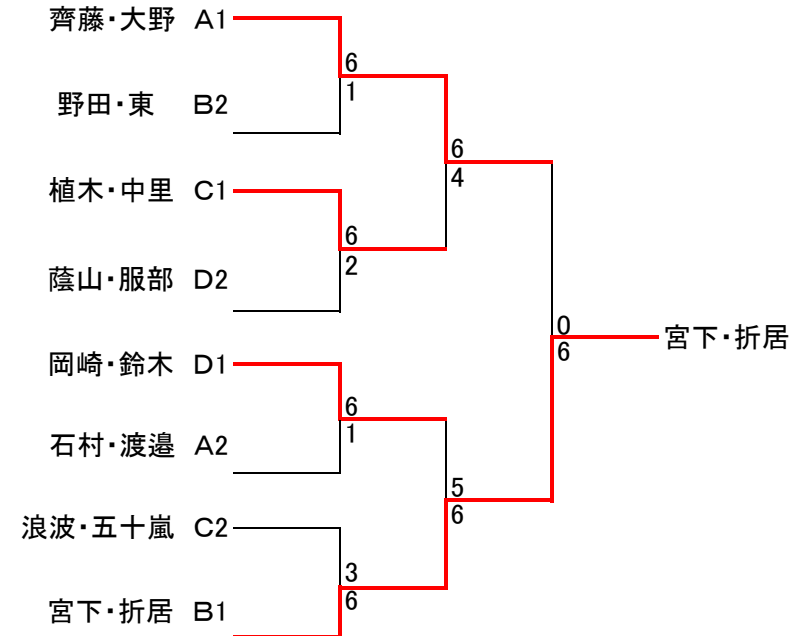 齊藤・大野 A1
6
1
野田・東 B2
6
4
植木・中里 C1
6
2
蔭山・服部 D2
0
6
宮下・折居
岡崎・鈴木 D1
6
1
石村・渡邉 A2
5
6
浪波・五十嵐 C2
3
6
宮下・折居 B1